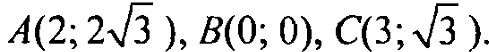 A(2; 2√3 ), B(0; 0), C(3; √3 ).